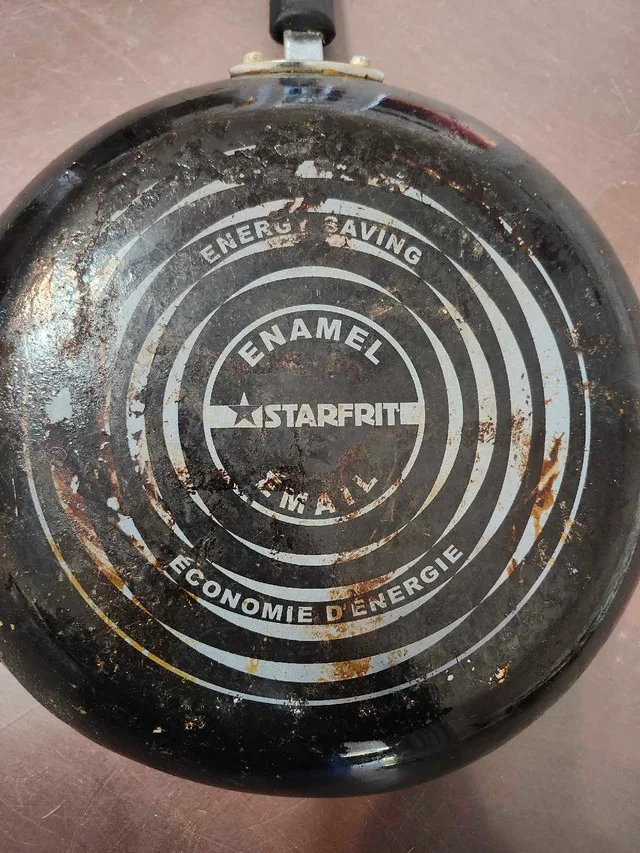 ENERGY SAVING
ENAMEL
STARFRIT
EMAIL
ÉCONOMIE D'ÉNERGIE